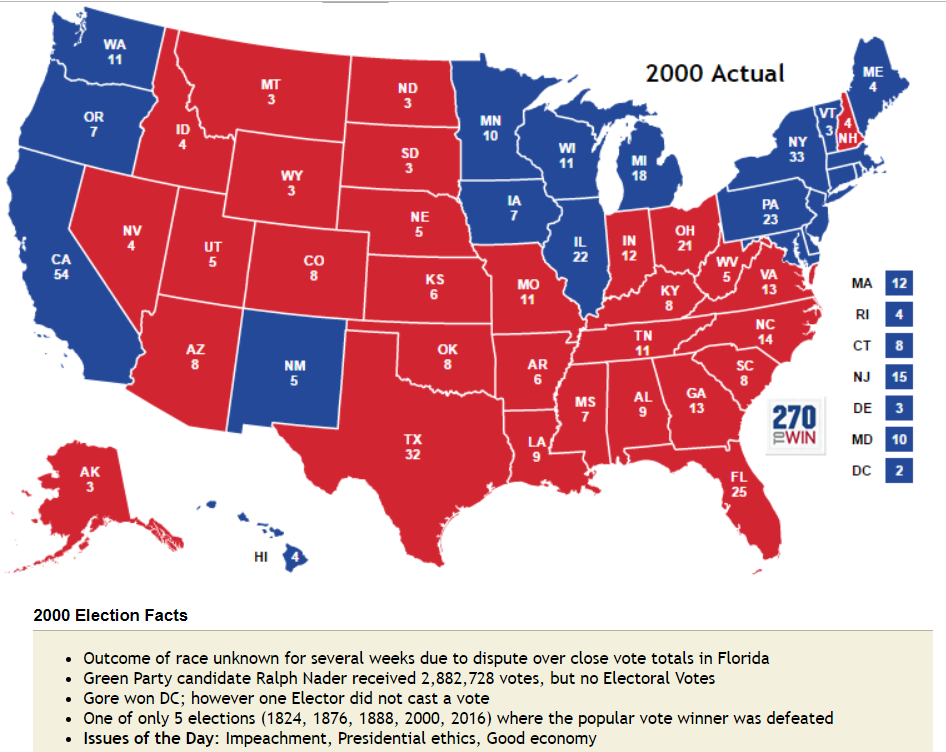 2000 Actual
WA
11
OR
7
CA
54
ID
4
NV
4
MT
3
WY
3
UT
5
CO
8
AZ
8
NM
5
ND
3
SD
3
NE
5
KS
6
OK
8
TX
32
MN
10
IA
7
MO
11
AR
6
LA
9
WI
11
IL
22
MI
18
IN
12
OH
21
KY
8
TN
11
MS
7
AL
9
GA
13
FL
25
SC
8
NC
14
VA
13
WV
5
PA
23
NY
33
VT
3
4
NH
ME
4
MA 12
RI 4
CT 8
NJ 15
DE 3
MD 10
DC 2
270
TO WIN
AK
3
HI 4
2000 Election Facts
• Outcome of race unknown for several weeks due to dispute over close vote totals in Florida
• Green Party candidate Ralph Nader received 2,882,728 votes, but no Electoral Votes
• Gore won DC; however one Elector did not cast a vote
• One of only 5 elections (1824, 1876, 1888, 2000, 2016) where the popular vote winner was defeated
• Issues of the Day: Impeachment, Presidential ethics, Good economy